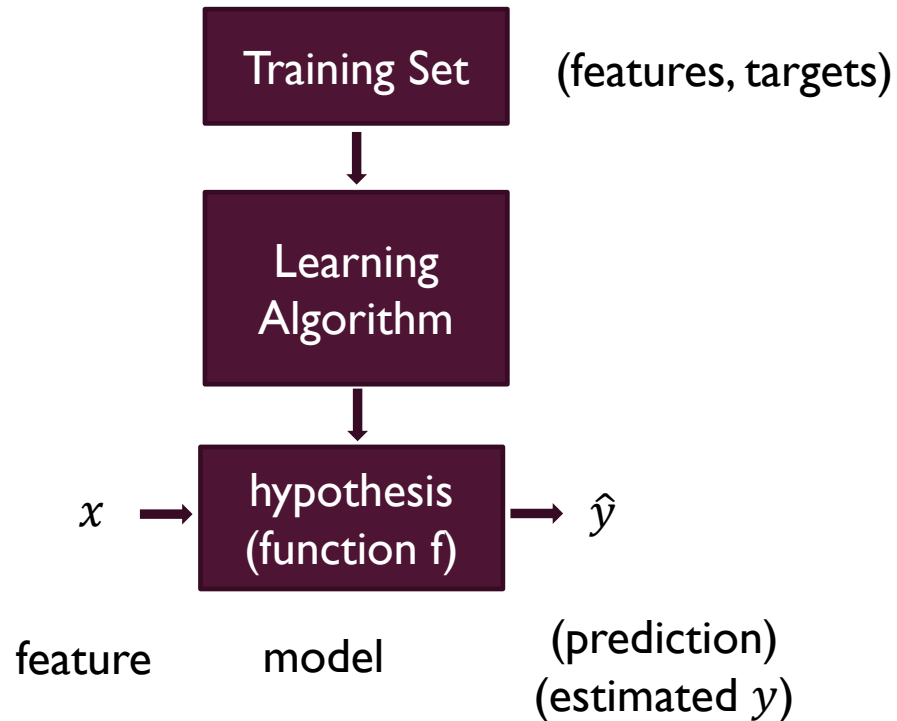 Training Set
(features, targets)
Learning
Algorithm
x
hypothesis
(function f)
ŷ
feature
model
(prediction)
(estimated y)